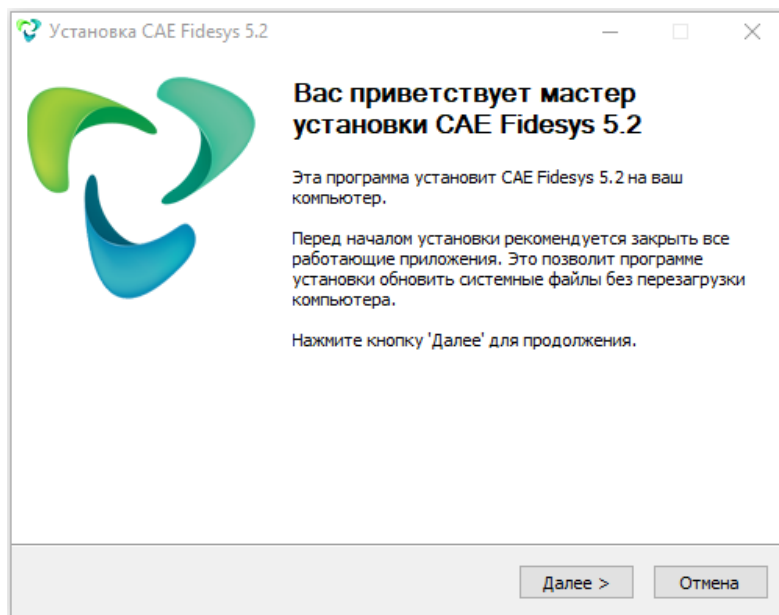 Установка CAE Fidesys 5.2
Вас приветствует мастер
установки CAE Fidesys 5.2
Эта программа установит CAE Fidesys 5.2 на ваш
компьютер.
Перед началом установки рекомендуется закрыть все
работающие приложения. Это позволит программе
установки обновить системные файлы без перезагрузки
компьютера.
Нажмите кнопку 'Далее' для продолжения.
Далее >
Отмена